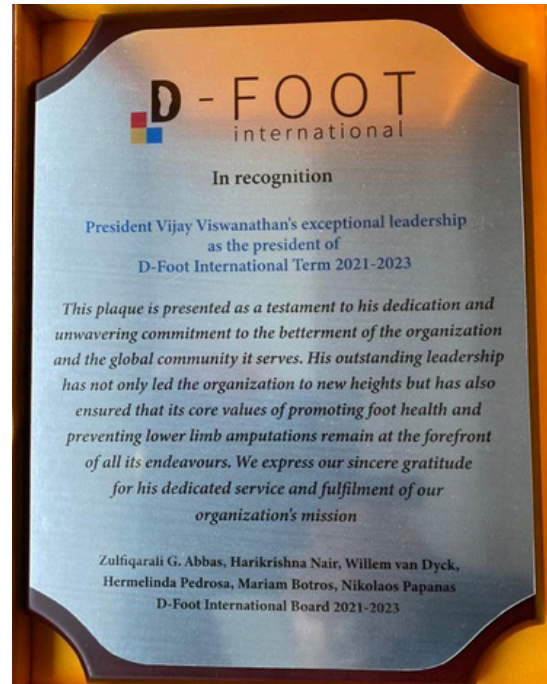 D - FOOT
international
In recognition
President Vijay Viswanathan's exceptional leadership
as the president of
D-Foot International Term 2021-2023
This plaque is presented as a testament to his dedication and
unwavering commitment to the betterment of the organization
and the global community it serves. His outstanding leadership
has not only led the organization to new heights but has also
ensured that its core values of promoting foot health and
preventing lower limb amputations remain at the forefront
of all its endeavours. We express our sincere gratitude
for his dedicated service and fulfilment of our
organization's mission
Zulfiqarali G. Abbas, Harikrishna Nair, Willem van Dyck,
Hermelinda Pedrosa, Mariam Botros, Nikolaos Papanas
D-Foot International Board 2021-2023